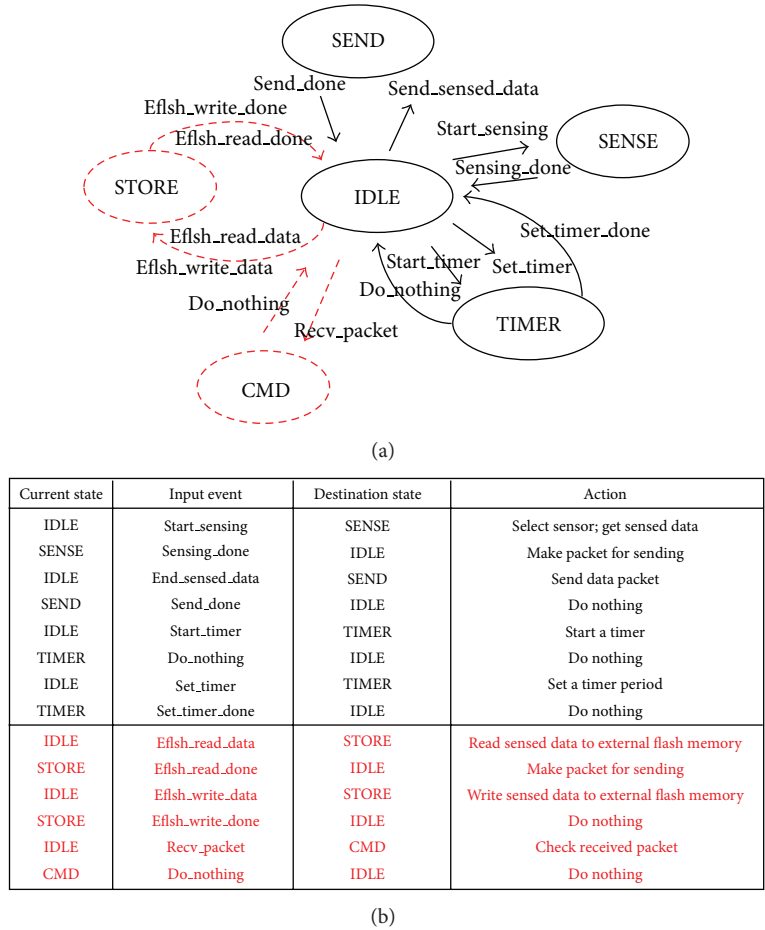 SEND
Send_done
Send_sensed_data
Eflsh_write_done
Start_sensing
Eflsh_read_done
SENSE
Sensing_done
STORE
IDLE
Set_timer_done
Eflsh_read_data
Start_timer
Set_timer
Eflsh_write_data
Do_nothing
Do_nothing
TIMER
Recv_packet
CMD
(a)
Current state Input event Destination state Action
IDLE Start_sensing SENSE Select sensor; get sensed data
SENSE Sensing_done IDLE Make packet for sending
IDLE End_sensed_data SEND Send data packet
SEND Send_done IDLE Do nothing
IDLE Start_timer TIMER Start a timer
TIMER Do_nothing IDLE Do nothing
IDLE Set_timer TIMER Set a timer period
TIMER Set_timer_done IDLE Do nothing
IDLE Eflsh_read_data STORE Read sensed data to external flash memory
STORE Eflsh_read_done IDLE Make packet for sending
IDLE Eflsh_write_data STORE Write sensed data to external flash memory
STORE Eflsh_write_done IDLE Do nothing
IDLE Recv_packet CMD Check received packet
CMD Do_nothing IDLE Do nothing
(b)